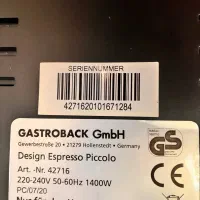 SERIENNUMMER
4271620101671284
GASTROBACK GmbH
Gewerbestraße 20 • 21279 Hollenstedt • Germany
Design Espresso Piccolo
Art.-Nr. 42716
220-240V 50-60Hz 1400W
PC/07/20
GS